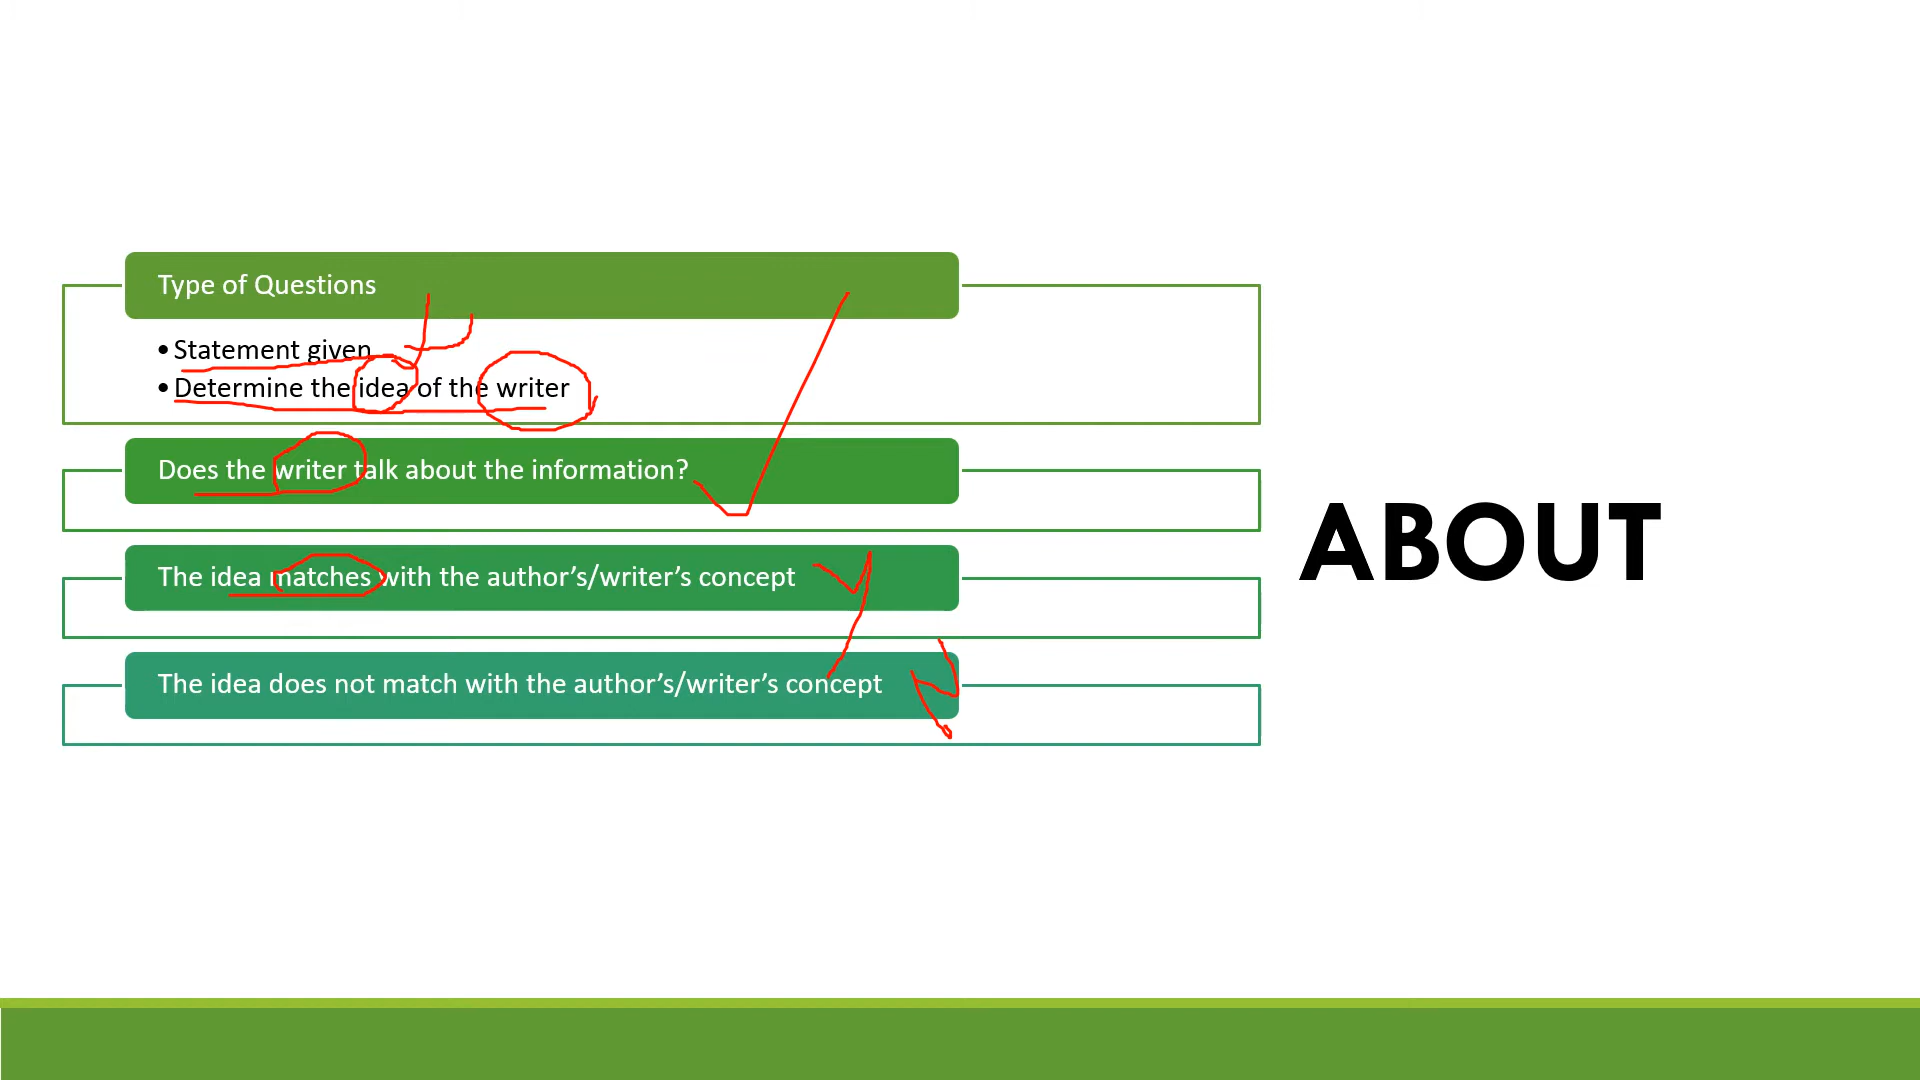 Type of Questions
• Statement given
• Determine the idea of the writer
Does the writer talk about the information?
The idea matches with the author’s/writer’s concept
The idea does not match with the author’s/writer’s concept
ABOUT